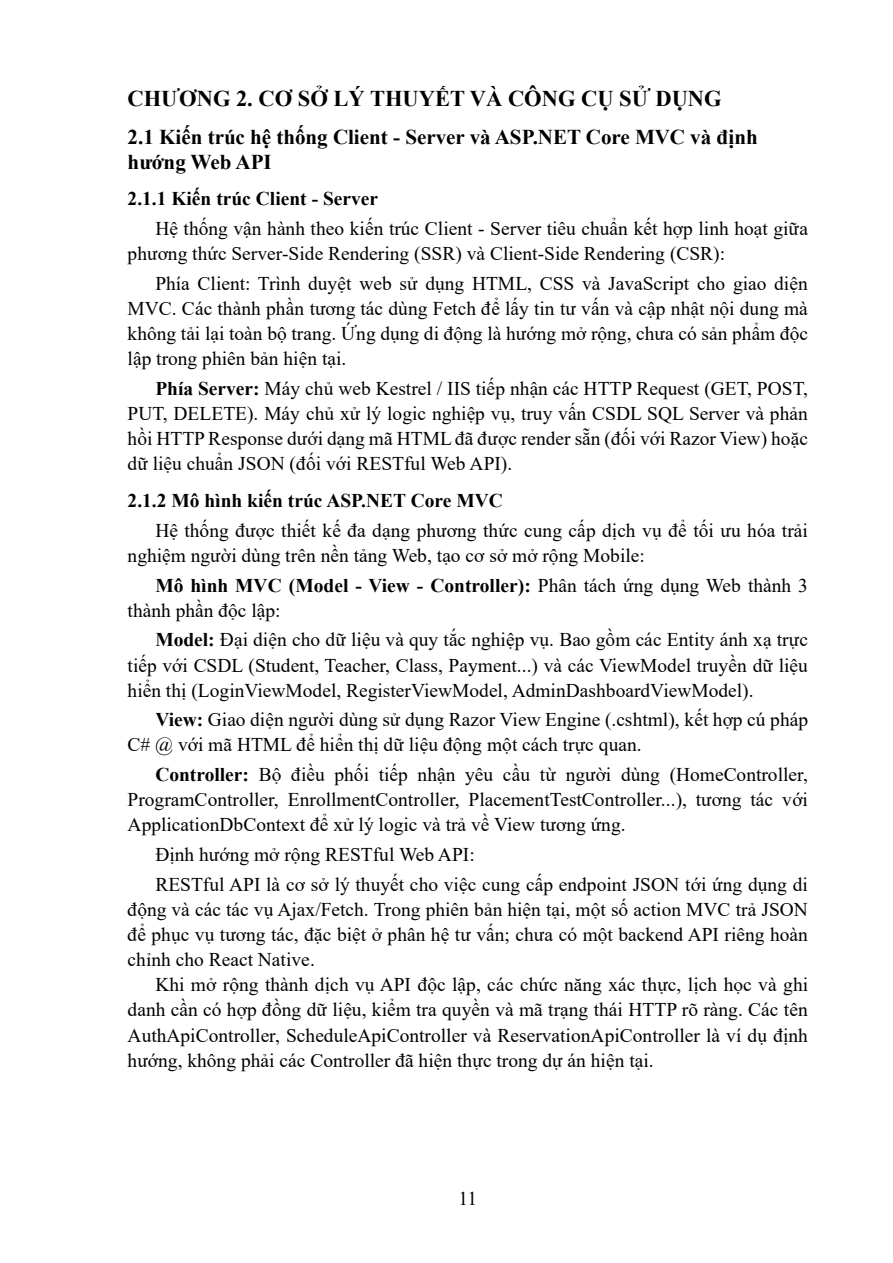 CHƯƠNG 2. CƠ SỞ LÝ THUYẾT VÀ CÔNG CỤ SỬ DỤNG
2.1 Kiến trúc hệ thống Client - Server và ASP.NET Core MVC và định
hướng Web API
2.1.1 Kiến trúc Client - Server
Hệ thống vận hành theo kiến trúc Client - Server tiêu chuẩn kết hợp linh hoạt giữa
phương thức Server-Side Rendering (SSR) và Client-Side Rendering (CSR):
Phía Client: Trình duyệt web sử dụng HTML, CSS và JavaScript cho giao diện
MVC. Các thành phần tương tác dùng Fetch để lấy tin tư vấn và cập nhật nội dung mà
không tải lại toàn bộ trang. Ứng dụng di động là hướng mở rộng, chưa có sản phẩm độc
lập trong phiên bản hiện tại.
Phía Server: Máy chủ web Kestrel / IIS tiếp nhận các HTTP Request (GET, POST,
PUT, DELETE). Máy chủ xử lý logic nghiệp vụ, truy vấn CSDL SQL Server và phản
hồi HTTP Response dưới dạng mã HTML đã được render sẵn (đối với Razor View) hoặc
dữ liệu chuẩn JSON (đối với RESTful Web API).
2.1.2 Mô hình kiến trúc ASP.NET Core MVC
Hệ thống được thiết kế đa dạng phương thức cung cấp dịch vụ để tối ưu hóa trải
nghiệm người dùng trên nền tảng Web, tạo cơ sở mở rộng Mobile:
Mô hình MVC (Model - View - Controller): Phân tách ứng dụng Web thành 3
thành phần độc lập:
Model: Đại diện cho dữ liệu và quy tắc nghiệp vụ. Bao gồm các Entity ánh xạ trực
tiếp với CSDL (Student, Teacher, Class, Payment...) và các ViewModel truyền dữ liệu
hiển thị (LoginViewModel, RegisterViewModel, AdminDashboardViewModel).
View: Giao diện người dùng sử dụng Razor View Engine (.cshtml), kết hợp cú pháp
C# @ với mã HTML để hiển thị dữ liệu động một cách trực quan.
Controller: Bộ điều phối tiếp nhận yêu cầu từ người dùng (HomeController,
ProgramController, EnrollmentController, PlacementTestController...), tương tác với
ApplicationDbContext để xử lý logic và trả về View tương ứng.
Định hướng mở rộng RESTful Web API:
RESTful API là cơ sở lý thuyết cho việc cung cấp endpoint JSON tới ứng dụng di
động và các tác vụ Ajax/Fetch. Trong phiên bản hiện tại, một số action MVC trả JSON
để phục vụ tương tác, đặc biệt ở phân hệ tư vấn; chưa có một backend API riêng hoàn
chỉnh cho React Native.
Khi mở rộng thành dịch vụ API độc lập, các chức năng xác thực, lịch học và ghi
danh cần có hợp đồng dữ liệu, kiểm tra quyền và mã trạng thái HTTP rõ ràng. Các tên
AuthApiController, ScheduleApiController và ReservationApiController là ví dụ định
hướng, không phải các Controller đã hiện thực trong dự án hiện tại.
11